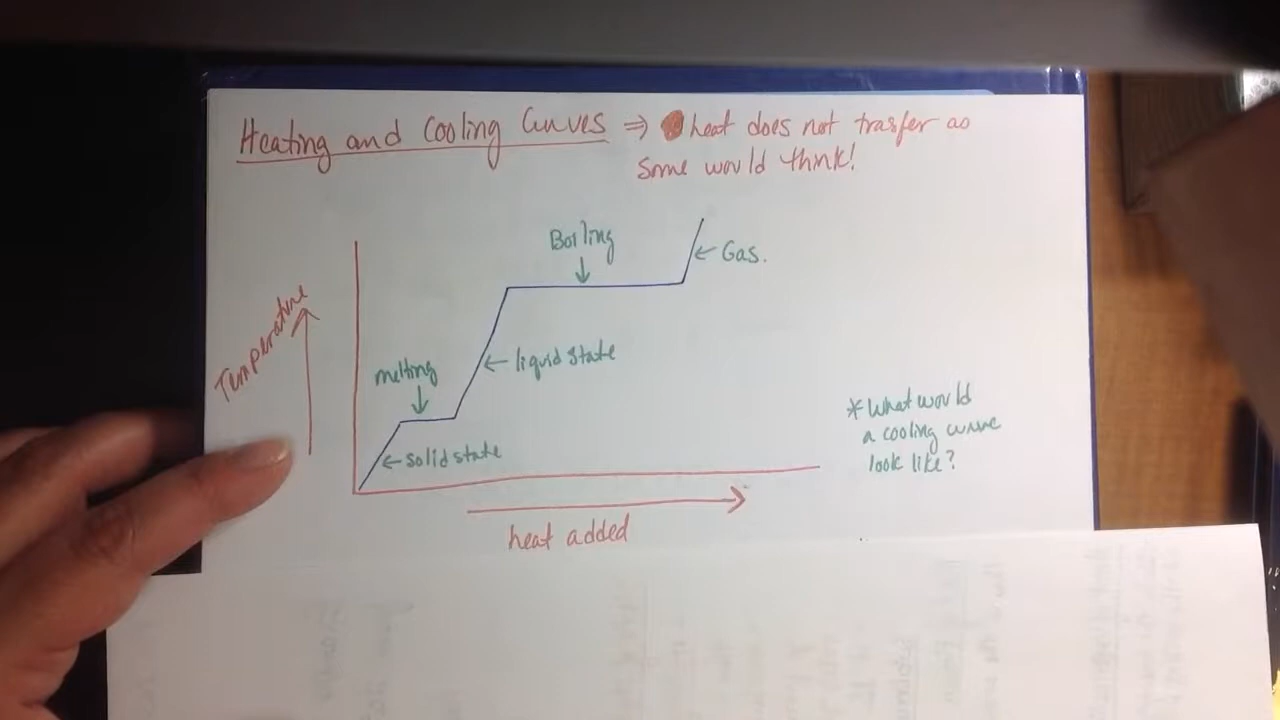 Heating and Cooling Curves ⇒ heat does not trasfer as
some would think!
Boiling
Gas.
Temperature
liquid state
melting
solid state
* What would
a cooling curve
look like?
heat added